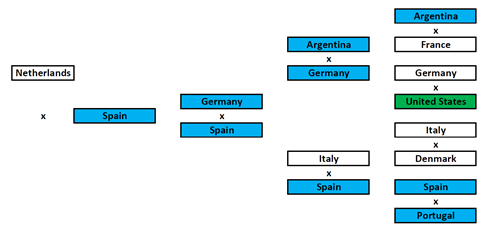 Argentina
x
Argentina France
x
Netherlands Germany Germany
x
Germany United States
x Spain x
Spain Italy
x
Italy Denmark
x
Spain Spain
x
Portugal